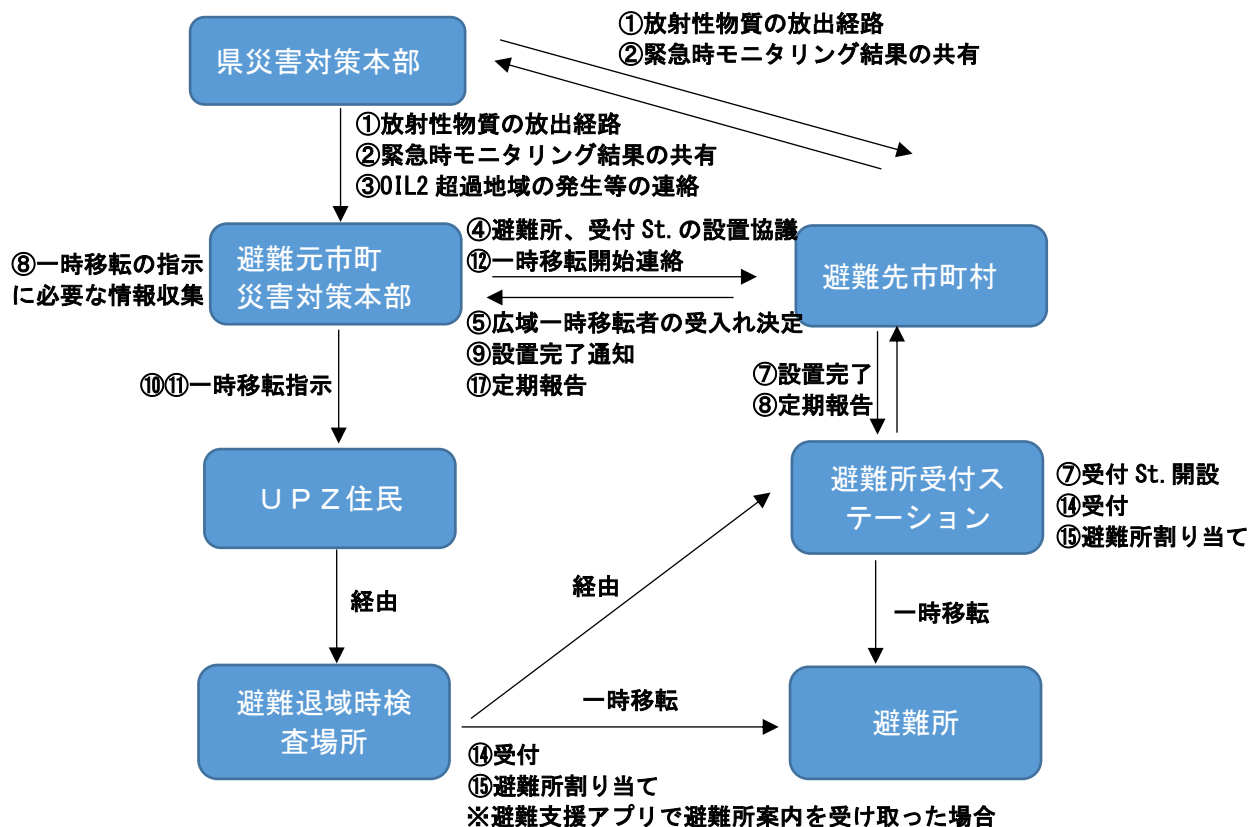 ①放射性物質の放出経路
②緊急時モニタリング結果の共有
県災害対策本部
①放射性物質の放出経路
②緊急時モニタリング結果の共有
③OIL2 超過地域の発生等の連絡
⑧一時移転の指示
に必要な情報収集
避難元市町
災害対策本部
④避難所、受付 St. の設置協議
⑫一時移転開始連絡
避難先市町村
⑤広域一時移転者の受入れ決定
⑨設置完了通知
⑰定期報告
⑩⑪一時移転指示
⑦設置完了
⑧定期報告
UPZ住民
避難所受付ス
テーション
⑦受付 St. 開設
⑭受付
⑮避難所割り当て
経由
経由
一時移転
避難退域時検
査場所
一時移転
避難所
⑭受付
⑮避難所割り当て
※避難支援アプリで避難所案内を受け取った場合